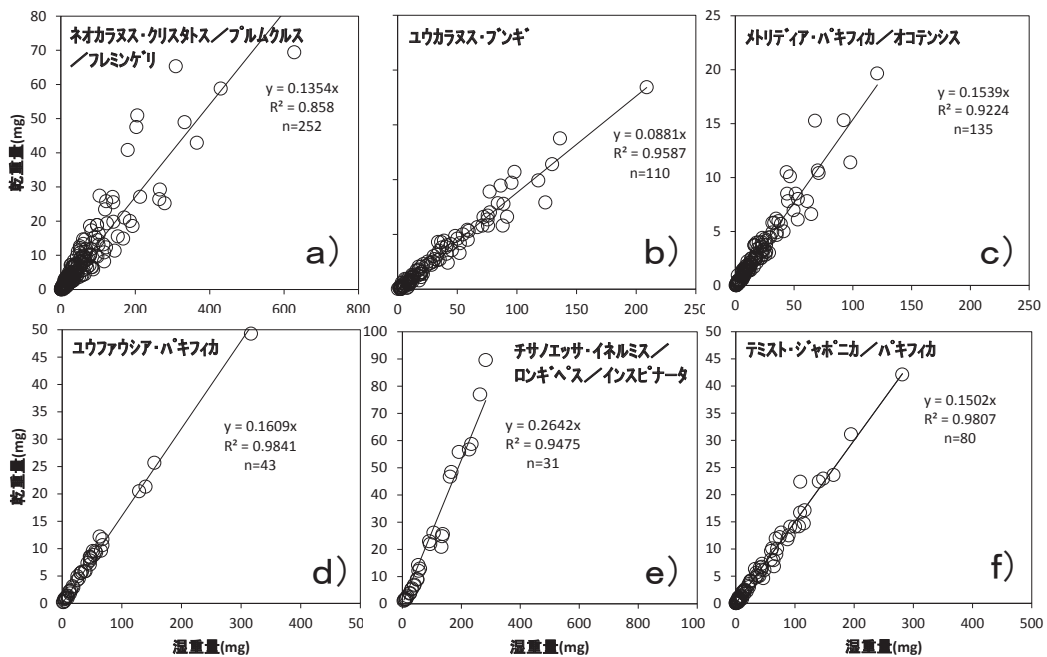 ネオカラヌス・クリスタトス／プルムクルス
／フレミンゲリ
y = 0.1354x
R² = 0.858
n=252
a)
80
70
60
50
40
30
20
10
0
0 200 400 600 800
乾重量(mg)
ユウカラヌス・ブンギ
y = 0.0881x
R² = 0.9587
n=110
b)
0 50 100 150 200 250
メトリディア・パキフィカ／オコテンシス
y = 0.1539x
R² = 0.9224
n=135
c)
25
20
15
10
5
0
0 50 100 150 200 250
ユウファウシア・パキフィカ
y = 0.1609x
R² = 0.9841
n=43
d)
50
45
40
35
30
25
20
15
10
5
0
0 100 200 300 400
乾重量(mg)
湿重量(mg)
チサノエッサ・イネルミス／
ロンギペス／インスピナータ
y = 0.2642x
R² = 0.9475
n=31
e)
100
90
80
70
60
50
40
30
20
10
0
0 200 400 600 800 100
湿重量(mg)
テミスト・ジャポニカ／パキフィカ
y = 0.1502x
R² = 0.9807
n=80
f)
50
40
30
20
10
0
0 100 200 300 400 500
湿重量(mg)